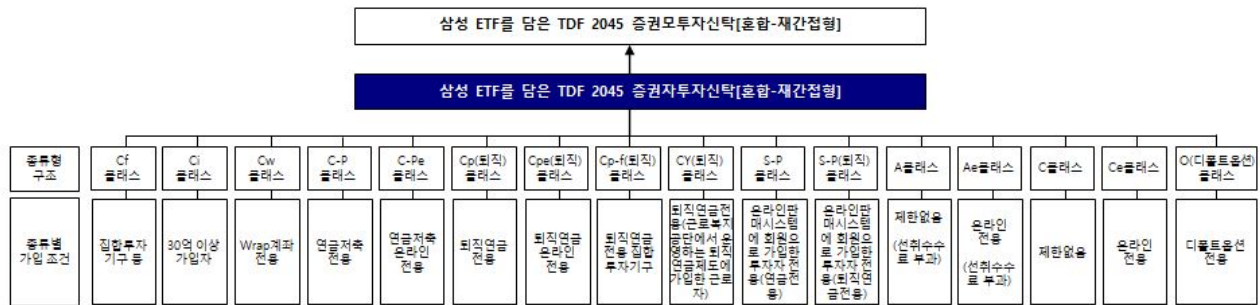 삼성 ETF를 담은 TDF 2045 증권모투자신탁[혼합-재간접형]
삼성 ETF를 담은 TDF 2045 증권자투자신탁[혼합-재간접형]
종류형
구조
Cf
클래스
Ci
클래스
Cw
클래스
C-P
클래스
C-Pe
클래스
Cp(퇴직)
클래스
Cpe(퇴직)
클래스
Cp-f(퇴직)
클래스
CY(퇴직)
클래스
S-P
클래스
S-P(퇴직)
클래스
A클래스
Ae클래스
C클래스
Ce클래스
O(디폴트옵션)
클래스
종류별
가입 조건
집합투자
기구 등
30억 이상
가입자
Wrap계좌
전용
연금저축
전용
연금저축
온라인
전용
퇴직연금
전용
퇴직연금
온라인
전용
퇴직연금
전용 집합
투자기구
퇴직연금전
용(근로복지
공단에서 운
영하는 퇴직
연금제도에
가입한 근로
자)
온라인판
매시스템
에 회원으
로 가입한
투자자 전
용(연금전
용)
온라인판
매시스템
에 회원으
로 가입한
투자자 전
용(퇴직연
금전용)
제한없음
(선취수수
료 부과)
온라인
전용
(선취수수
료 부과)
제한없음
온라인
전용
디폴트옵션
전용